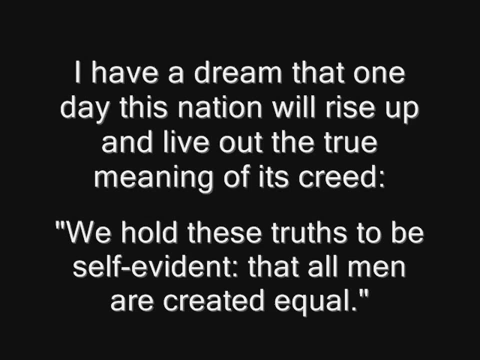 I have a dream that one
day this nation will rise up
and live out the true
meaning of its creed:
"We hold these truths to be
self-evident: that all men
are created equal."